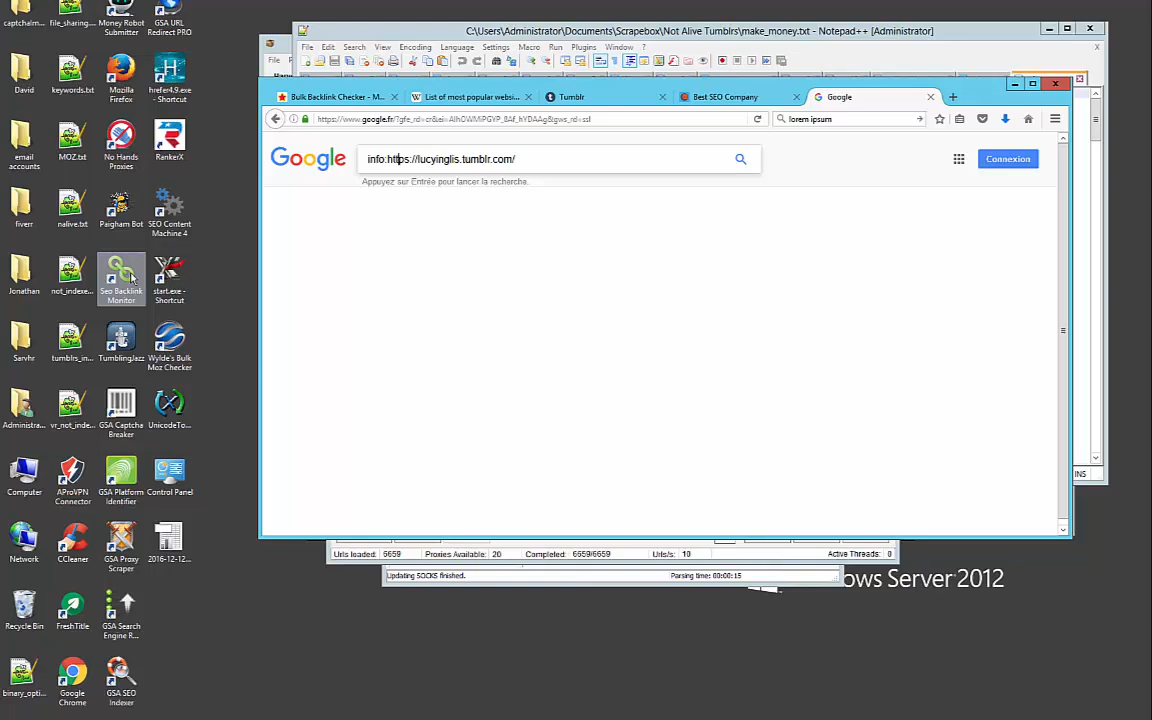 captchalm...
file_sharing...
Money Robot Submitter
GSA URL Redirect PRO
David
keywords.txt
Mozilla Firefox
hrefer4.9.exe - Shortcut
email accounts
MOZ.txt
No Hands Proxies
RankerX
fiverr
nalive.txt
Paigham Bot
SEO Content Machine 4
Jonathan
not_indexe...
Seo Backlink Monitor
start.exe - Shortcut
Sarvhr
tumblrs_in...
TumblingJazz
Wylde's Bulk Moz Checker
Administra...
vr_not_inde...
GSA Captcha Breaker
UnicodeTo...
Computer
AProVPN Connector
GSA Platform Identifier
Control Panel
Network
CCleaner
GSA Proxy Scraper
2016-12-12...
Recycle Bin
FreshTitle
GSA Search Engine R...
binary_opti...
Google Chrome
GSA SEO Indexer
C:\Users\Administrator\Documents\Scrapebox\Not Alive Tumblrs\make_money.txt - Notepad++ [Administrator]
File Edit Search View Encoding Language Settings Macro Run Plugins Window ? X
File
Bulk Backlink Checker - M...
List of most popular websi...
Tumblr
Best SEO Company
Google
lorem ipsum
Google
info:https://lucyinglis.tumblr.com/
Connexion
Appuyez sur Entrée pour lancer la recherche.
INS
Urls loaded: 6659 Proxies Available: 20 Completed: 6659/6659 Urls/s: 10 Active Threads: 0
Updating SOCKS finished. Parsing time: 00:00:15
ows Server 2012